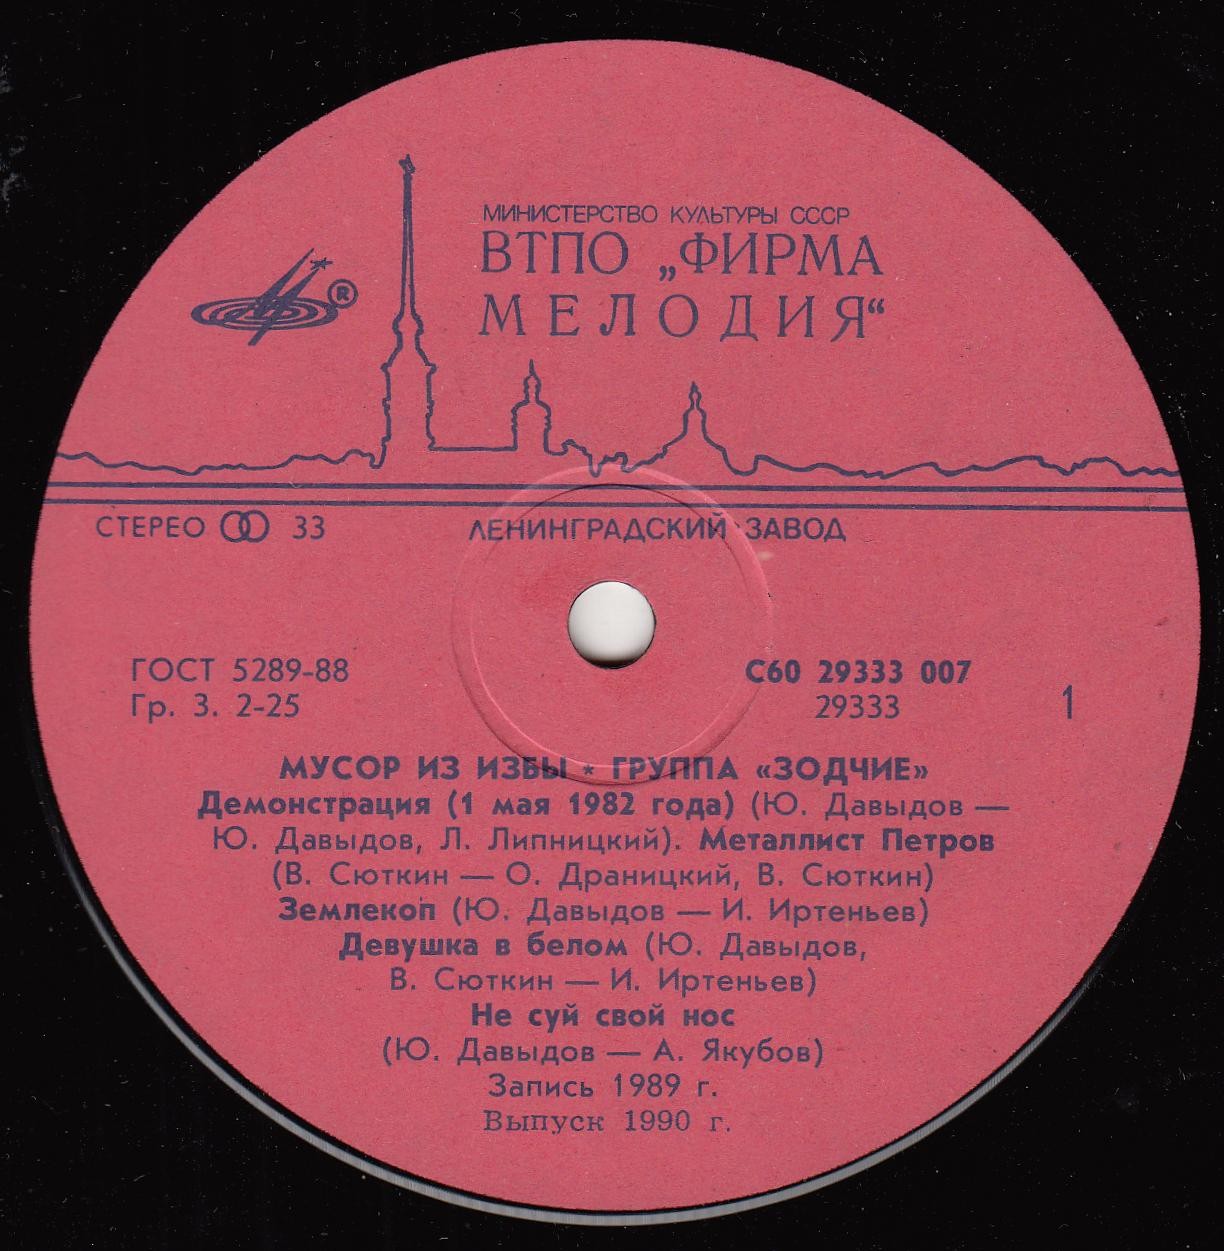 МИНИСТЕРСТВО КУЛЬТУРЫ СССР
ВТПО „ФИРМА
МЕЛОДИЯ“
®
СТЕРЕО 33
ЛЕНИНГРАДСКИЙ ЗАВОД
ГОСТ 5289-88
Гр. 3. 2-25
С60 29333 007
29333
1
МУСОР ИЗ ИЗБЫ * ГРУППА «ЗОДЧИЕ»
Демонстрация (1 мая 1982 года) (Ю. Давыдов —
Ю. Давыдов, Л. Липницкий). Металлист Петров
(В. Сюткин — О. Драницкий, В. Сюткин)
Землекоп (Ю. Давыдов — И. Иртеньев)
Девушка в белом (Ю. Давыдов,
В. Сюткин — И. Иртеньев)
Не суй свой нос
(Ю. Давыдов — А. Якубов)
Запись 1989 г.
Выпуск 1990 г.